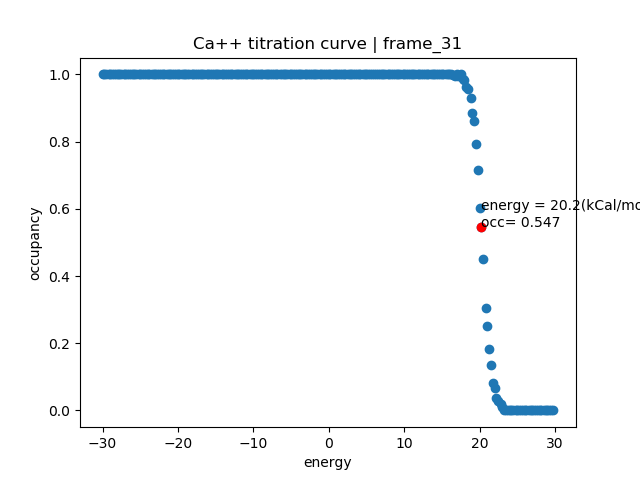 Ca++ titration curve | frame_31
occupancy
1.0
0.8
0.6
0.4
0.2
0.0
energy = 20.2(kCal/mo
occ= 0.547
−30
−20
−10
0
10
20
30
energy